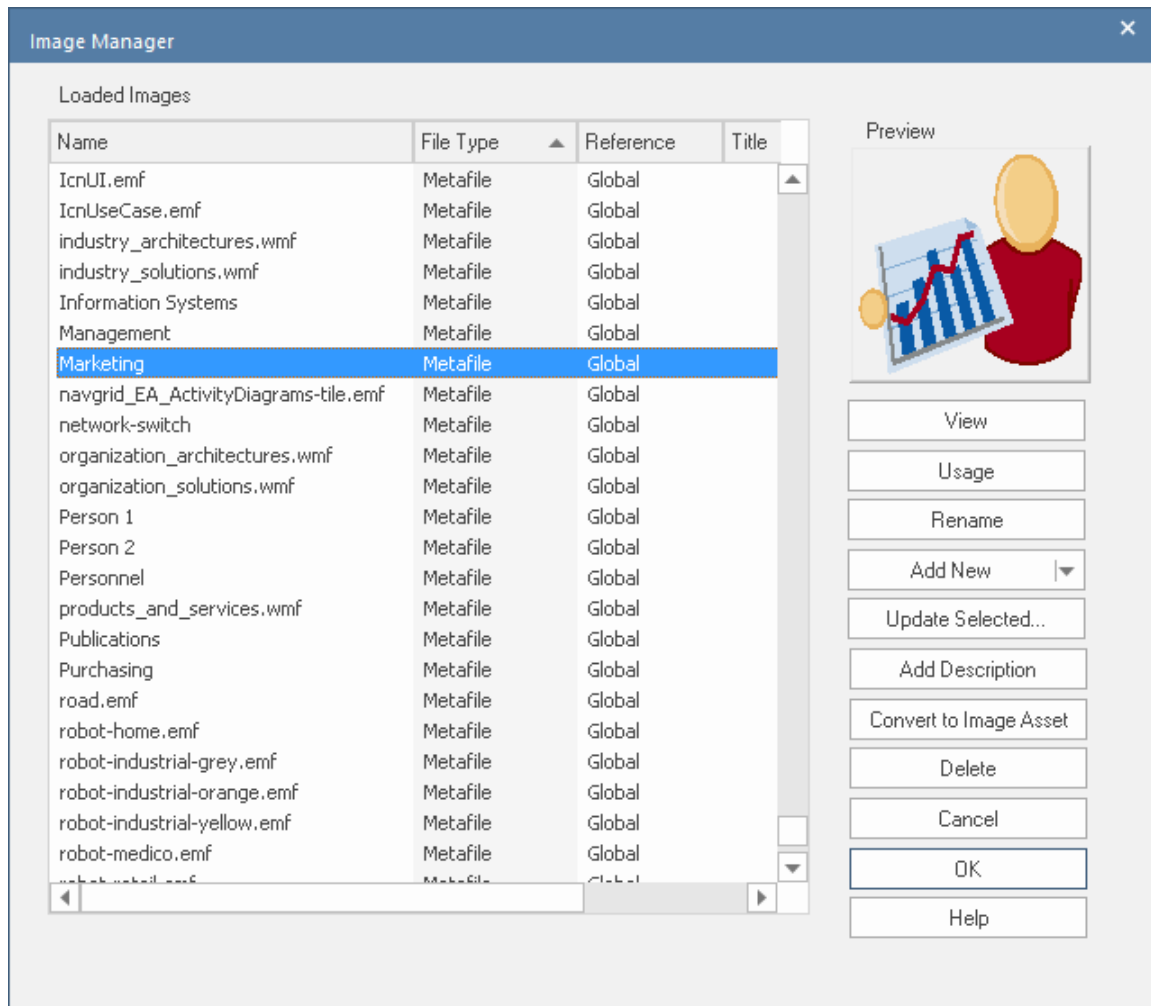 Image Manager
Loaded Images
Name File Type Reference Title
IcnUI.emf Metafile Global
IcnUseCase.emf Metafile Global
industry_architectures.wmf Metafile Global
industry_solutions.wmf Metafile Global
Information Systems Metafile Global
Management Metafile Global
Marketing Metafile Global
navgrid_EA_ActivityDiagrams-tile.emf Metafile Global
network-switch Metafile Global
organization_architectures.wmf Metafile Global
organization_solutions.wmf Metafile Global
Person 1 Metafile Global
Person 2 Metafile Global
Personnel Metafile Global
products_and_services.wmf Metafile Global
Publications Metafile Global
Purchasing Metafile Global
road.emf Metafile Global
robot-home.emf Metafile Global
robot-industrial-grey.emf Metafile Global
robot-industrial-orange.emf Metafile Global
robot-industrial-yellow.emf Metafile Global
robot-medico.emf Metafile Global
Preview
View
Usage
Rename
Add New
Update Selected...
Add Description
Convert to Image Asset
Delete
Cancel
OK
Help